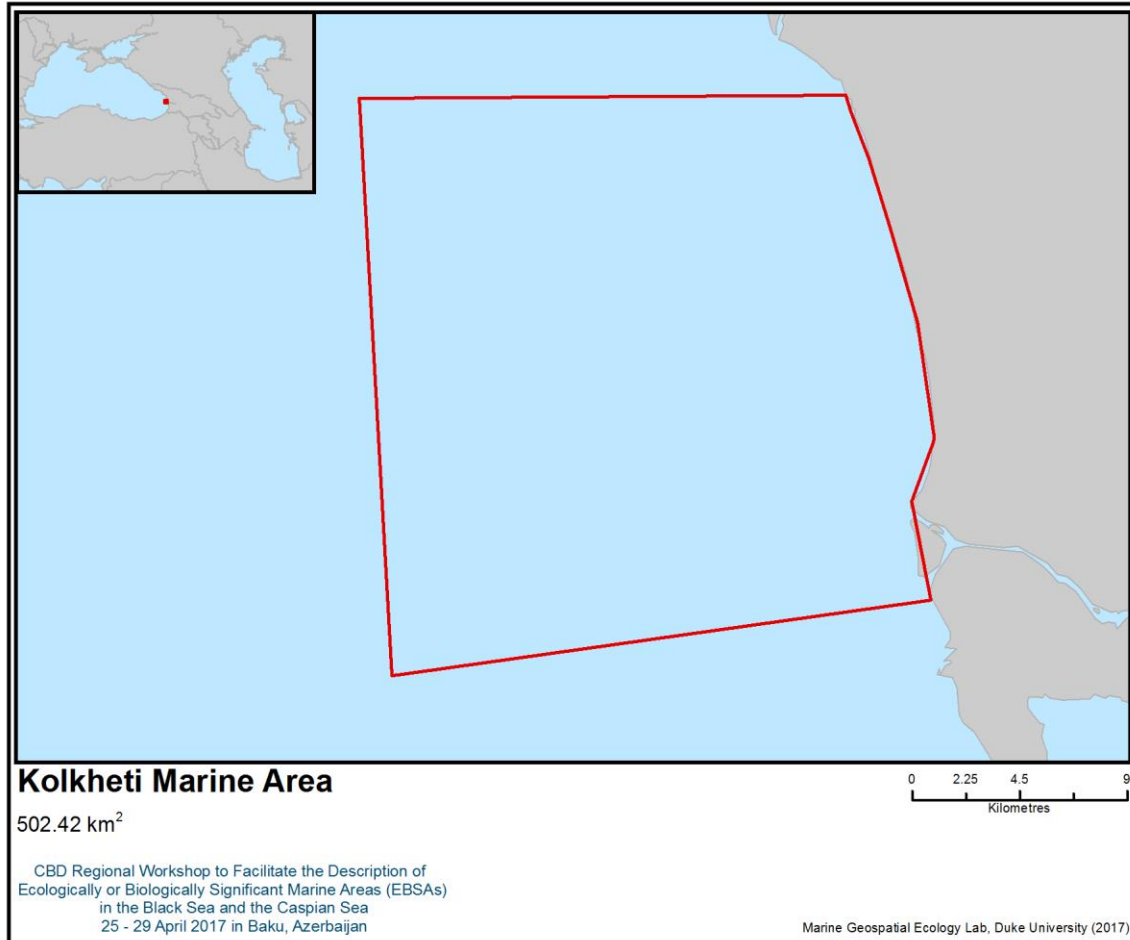 Kolkheti Marine Area
502.42 km²
0 2.25 4.5 9
Kilometres
CBD Regional Workshop to Facilitate the Description of
Ecologically or Biologically Significant Marine Areas (EBSAs)
in the Black Sea and the Caspian Sea
25 - 29 April 2017 in Baku, Azerbaijan
Marine Geospatial Ecology Lab, Duke University (2017)